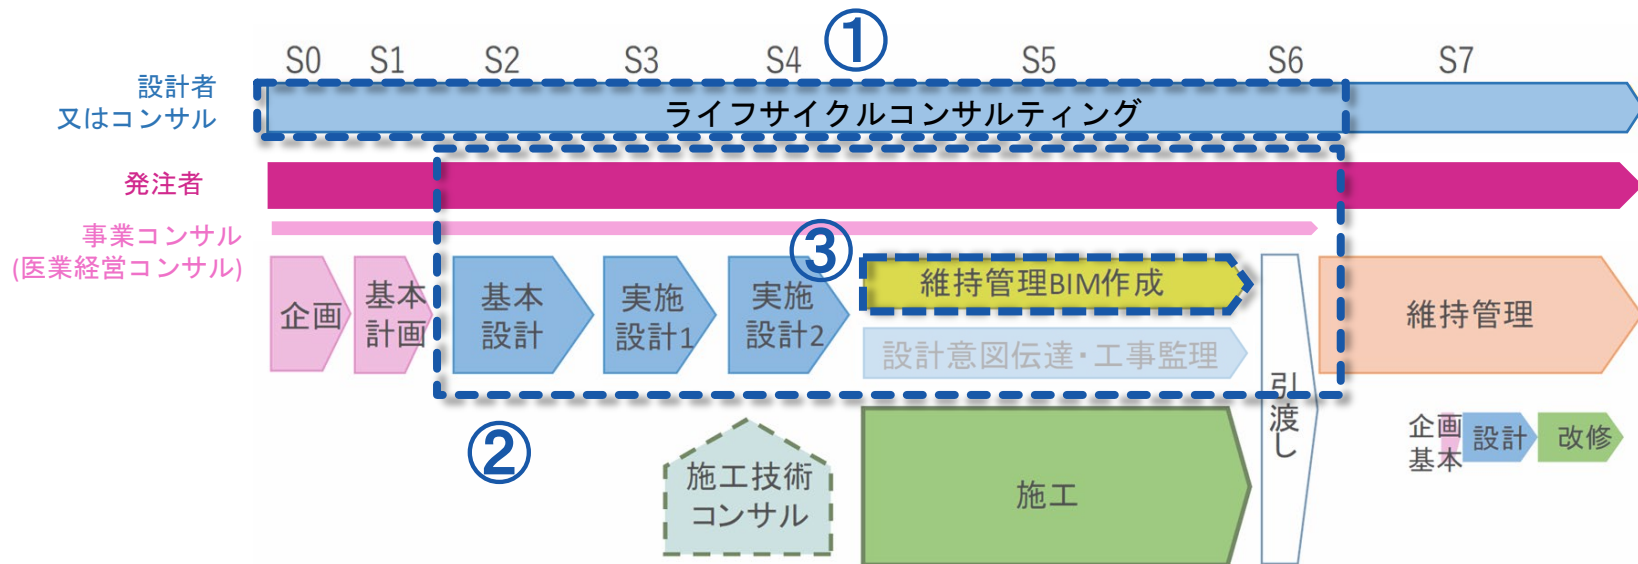 ①
S0 S1 S2 S3 S4 S5 S6 S7
設計者
又はコンサル
ライフサイクルコンサルティング
発注者
事業コンサル
(医業経営コンサル)
企画
基本
計画
基本
設計
実施
設計1
実施
設計2
③
維持管理BIM作成
設計意図伝達・工事監理
引渡し
維持管理
②
施工技術
コンサル
施工
企画
基本
設計
改修